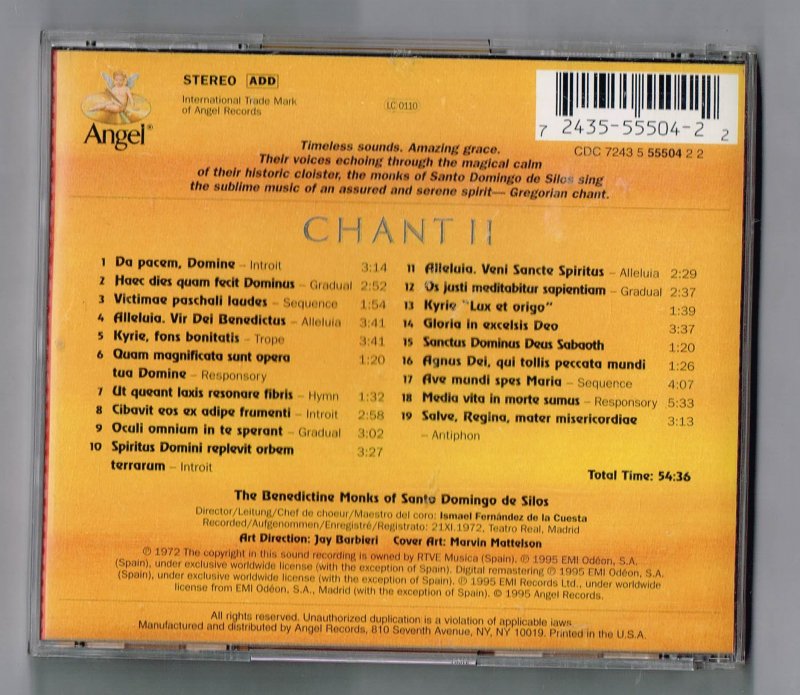 Angel®
STEREO ADD
International Trade Mark
of Angel Records
LC 0110
7 2435-55504-2 2
CDC 7243 5 55504 2 2
Timeless sounds. Amazing grace.
Their voices echoing through the magical calm
of their historic cloister, the monks of Santo Domingo de Silos sing
the sublime music of an assured and serene spirit— Gregorian chant.
CHANT II
1 Da pacem, Domine – Introit 3:14
2 Haec dies quam fecit Dominus – Gradual 2:52
3 Victimae paschali laudes – Sequence 1:54
4 Alleluia. Vir Dei Benedictus – Alleluia 3:41
5 Kyrie, fons bonitatis – Trope 3:41
6 Quam magnificata sunt opera 1:20
tua Domine – Responsory
7 Ut queant laxis resonare fibris – Hymn 1:32
8 Cibavit eos ex adipe frumenti – Introit 2:58
9 Oculi omnium in te sperant – Gradual 3:02
10 Spiritus Domini replevit orbem 3:27
terrarum – Introit
11 Alleluia. Veni Sancte Spiritus – Alleluia 2:29
12 Os justi meditabitur sapientiam – Gradual 2:37
13 Kyrie "Lux et origo" 1:39
14 Gloria in excelsis Deo 3:37
15 Sanctus Dominus Deus Sabaoth 1:20
16 Agnus Dei, qui tollis peccata mundi 1:26
17 Ave mundi spes Maria – Sequence 4:07
18 Media vita in morte sumus – Responsory 5:33
19 Salve, Regina, mater misericordiae 3:13
– Antiphon
Total Time: 54:36
The Benedictine Monks of Santo Domingo de Silos
Director/Leitung/Chef de choeur/Maestro del coro: Ismael Fernández de la Cuesta
Recorded/Aufgenommen/Enregistré/Registrato: 21XI.1972, Teatro Real, Madrid
Art Direction: Jay Barbieri Cover Art: Marvin Mattelson
℗ 1972 The copyright in this sound recording is owned by RTVE Musica (Spain). ℗ 1995 EMI Odéon, S.A.
(Spain), under exclusive worldwide license (with the exception of Spain). Digital remastering ℗ 1995 EMI Odéon, S.A.
(Spain), under exclusive worldwide license (with the exception of Spain). ℗ 1995 EMI Records Ltd., under worldwide
license from EMI Odéon, S.A., Madrid (with the exception of Spain). © 1995 Angel Records.
All rights reserved. Unauthorized duplication is a violation of applicable laws
Manufactured and distributed by Angel Records, 810 Seventh Avenue, NY, NY 10019. Printed in the U.S.A.